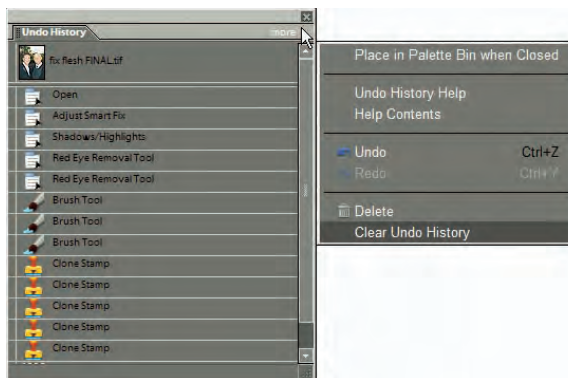 Undo History
more
fix flesh FINAL.tif
Open
Adjust Smart Fix
Shadows/Highlights
Red Eye Removal Tool
Red Eye Removal Tool
Brush Tool
Brush Tool
Brush Tool
Clone Stamp
Clone Stamp
Clone Stamp
Clone Stamp
Clone Stamp
Place in Palette Bin when Closed
Undo History Help
Help Contents
Undo Ctrl+Z
Redo Ctrl+Y
Delete
Clear Undo History